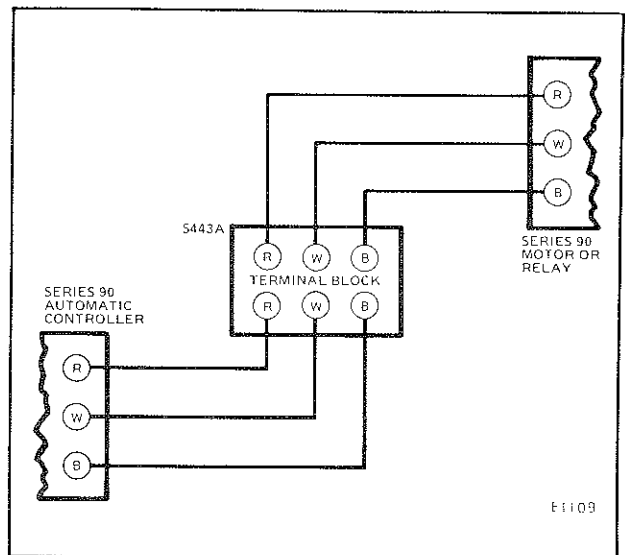 R
W
B
SERIES 90
MOTOR OR
RELAY
S443A
R W B
TERMINAL BLOCK
R W B
SERIES 90
AUTOMATIC
CONTROLLER
R
W
B
E1109